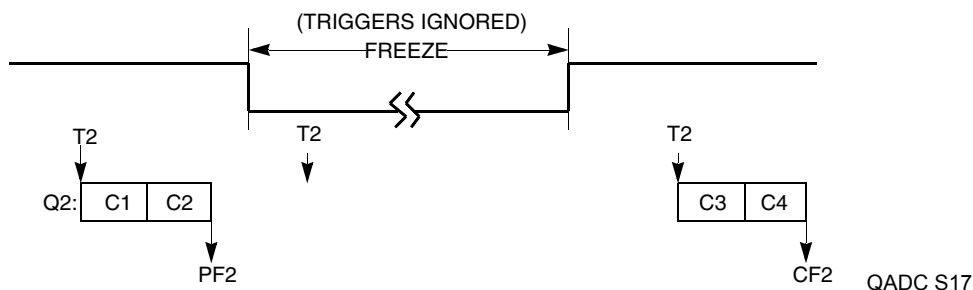 (TRIGGERS IGNORED)
FREEZE
T2
T2
T2
Q2:
C1
C2
C3
C4
PF2
CF2
QADC S17